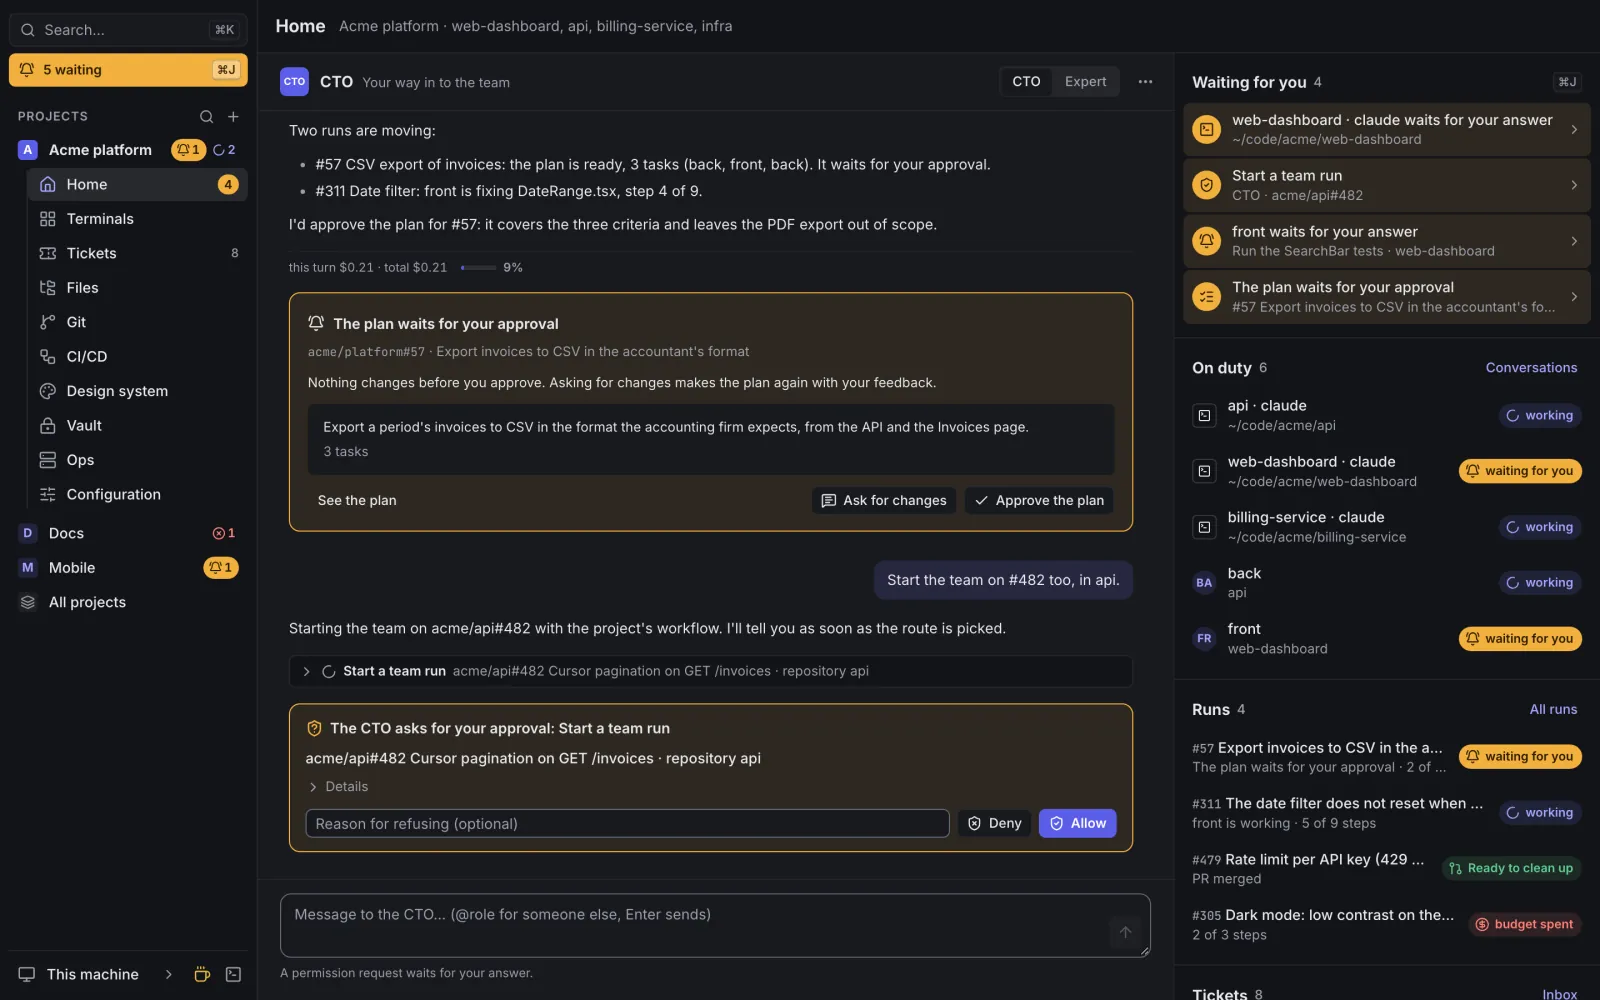 Search...
⌘K
5 waiting
⌘J
PROJECTS
A Acme platform 1 2
Home 4
Terminals
Tickets 8
Files
Git
CI/CD
Design system
Vault
Ops
Configuration
D Docs 1
M Mobile 1
All projects
This machine
Home Acme platform · web-dashboard, api, billing-service, infra
CTO CTO Your way in to the team
CTO Expert
Two runs are moving:
• #57 CSV export of invoices: the plan is ready, 3 tasks (back, front, back). It waits for your approval.
• #311 Date filter: front is fixing DateRange.tsx, step 4 of 9.
I'd approve the plan for #57: it covers the three criteria and leaves the PDF export out of scope.
this turn $0.21 · total $0.21 9%
The plan waits for your approval
acme/platform#57 · Export invoices to CSV in the accountant's format
Nothing changes before you approve. Asking for changes makes the plan again with your feedback.
Export a period's invoices to CSV in the format the accounting firm expects, from the API and the Invoices page.
3 tasks
See the plan
Ask for changes
Approve the plan
Start the team on #482 too, in api.
Starting the team on acme/api#482 with the project's workflow. I'll tell you as soon as the route is picked.
Start a team run acme/api#482 Cursor pagination on GET /invoices · repository api
The CTO asks for your approval: Start a team run
acme/api#482 Cursor pagination on GET /invoices · repository api
Details
Reason for refusing (optional)
Deny
Allow
Message to the CTO... (@role for someone else, Enter sends)
A permission request waits for your answer.
Waiting for you 4
⌘J
web-dashboard · claude waits for your answer
~/code/acme/web-dashboard
Start a team run
CTO · acme/api#482
front waits for your answer
Run the SearchBar tests · web-dashboard
The plan waits for your approval
#57 Export invoices to CSV in the accountant's fo...
On duty 6
Conversations
api · claude
~/code/acme/api
working
web-dashboard · claude
~/code/acme/web-dashboard
waiting for you
billing-service · claude
~/code/acme/billing-service
working
BA back
api
working
FR front
web-dashboard
waiting for you
Runs 4
All runs
#57 Export invoices to CSV in the a...
The plan waits for your approval · 2 of ...
waiting for you
#311 The date filter does not reset when ...
front is working · 5 of 9 steps
working
#479 Rate limit per API key (429 ...
PR merged
Ready to clean up
#305 Dark mode: low contrast on the...
2 of 3 steps
budget spent
Tickets 8
Inbox